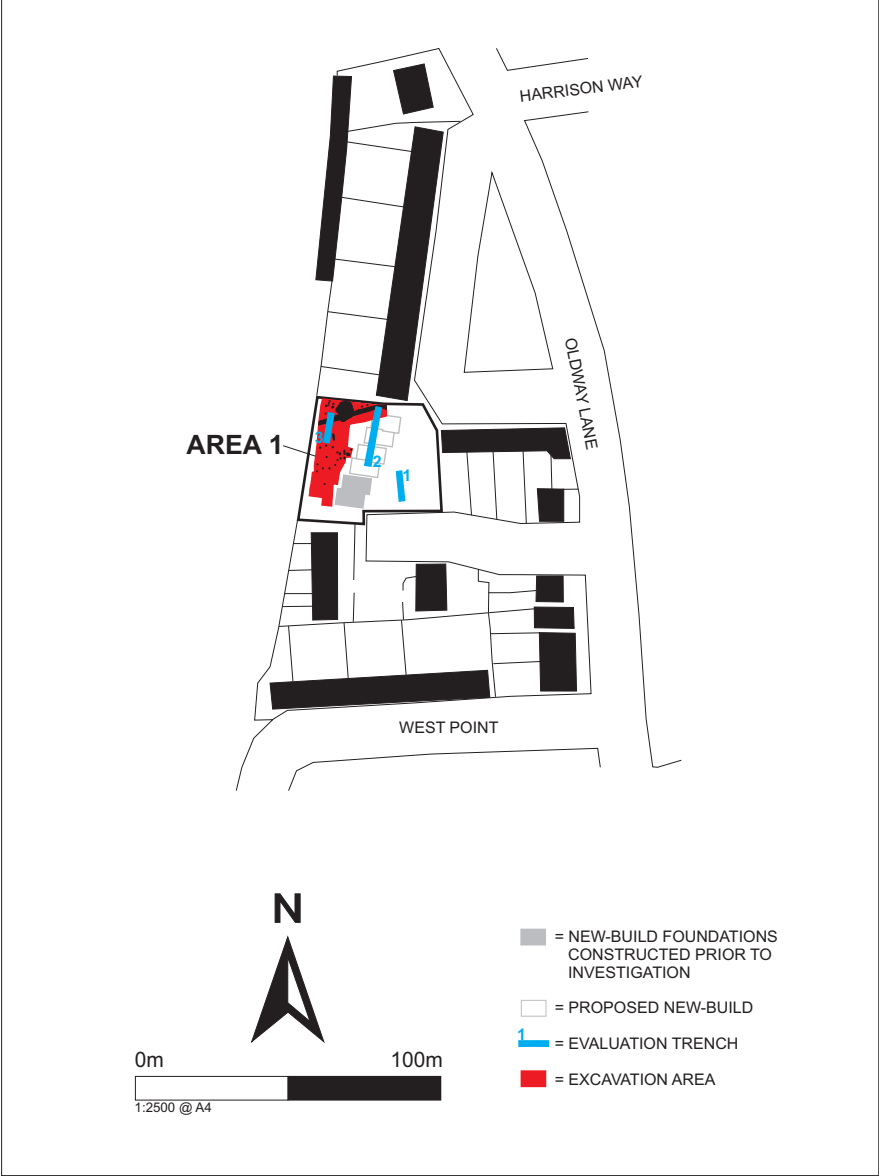 HARRISON WAY
OLDWAY LANE
AREA 1
3
2
1
WEST POINT
N
0m 100m
1:2500 @ A4
= NEW-BUILD FOUNDATIONS
CONSTRUCTED PRIOR TO
INVESTIGATION
= PROPOSED NEW-BUILD
1 = EVALUATION TRENCH
= EXCAVATION AREA